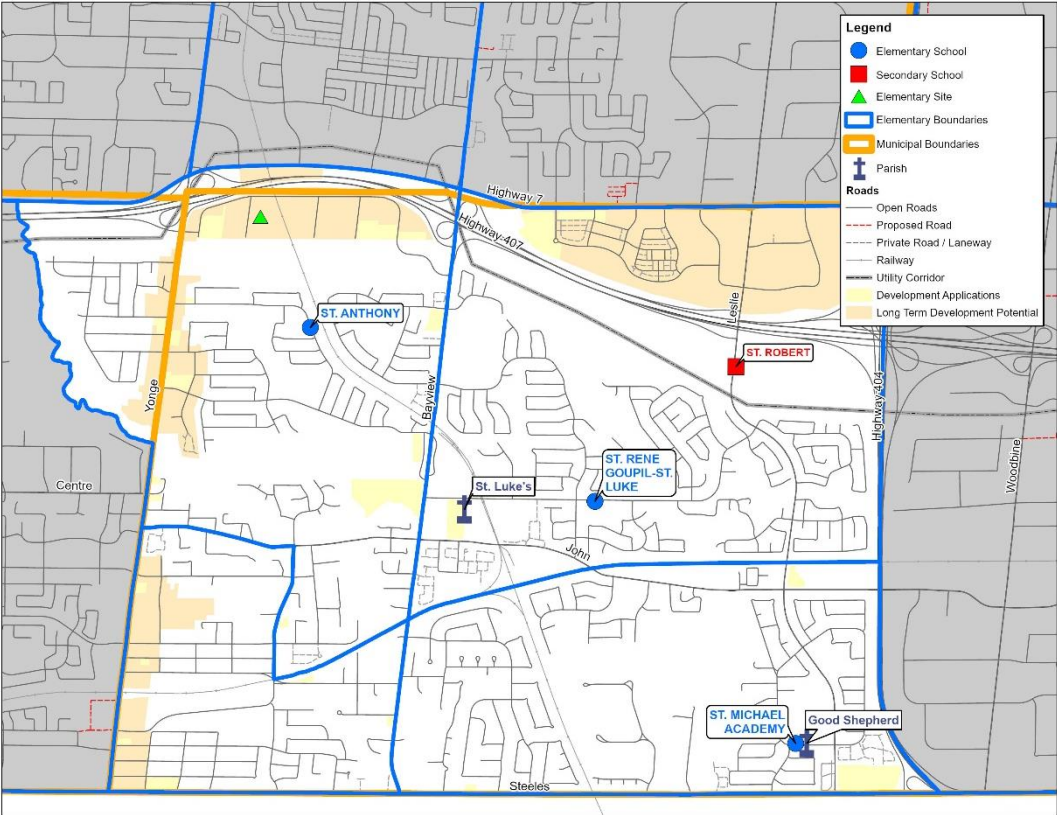 Legend
Elementary School
Secondary School
Elementary Site
Elementary Boundaries
Municipal Boundaries
Parish
Roads
Open Roads
Proposed Road
Private Road / Laneway
Railway
Utility Corridor
Development Applications
Long Term Development Potential
Highway 7
Highway 407
Leslie
ST. ANTHONY
ST. ROBERT
Yonge
Bayview
Highway 404
Woodbine
Centre
St. Luke's
ST. RENE
GOUPIL-ST.
LUKE
John
ST. MICHAEL
ACADEMY
Good Shepherd
Steeles